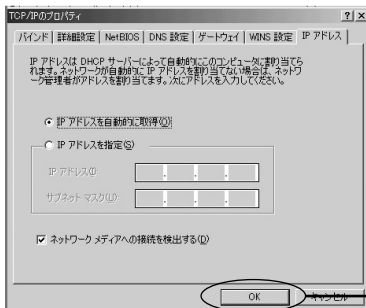 TCP/IPのプロパティ
バインド 詳細設定 NetBIOS DNS 設定 ゲートウェイ WINS 設定 IP アドレス
IP アドレスは DHCP サーバーによって自動的にこのコンピュータに割り当てら
れます。ネットワークが自動的に IP アドレスを割り当てない場合は、ネットワ
ーク管理者がアドレスを割り当てます。次にアドレスを入力してください。
IP アドレスを自動的に取得(O)
IP アドレスを指定(S)
IP アドレス(I):
サブネット マスク(U):
ネットワーク メディアへの接続を検出する(D)
OK キャンセル